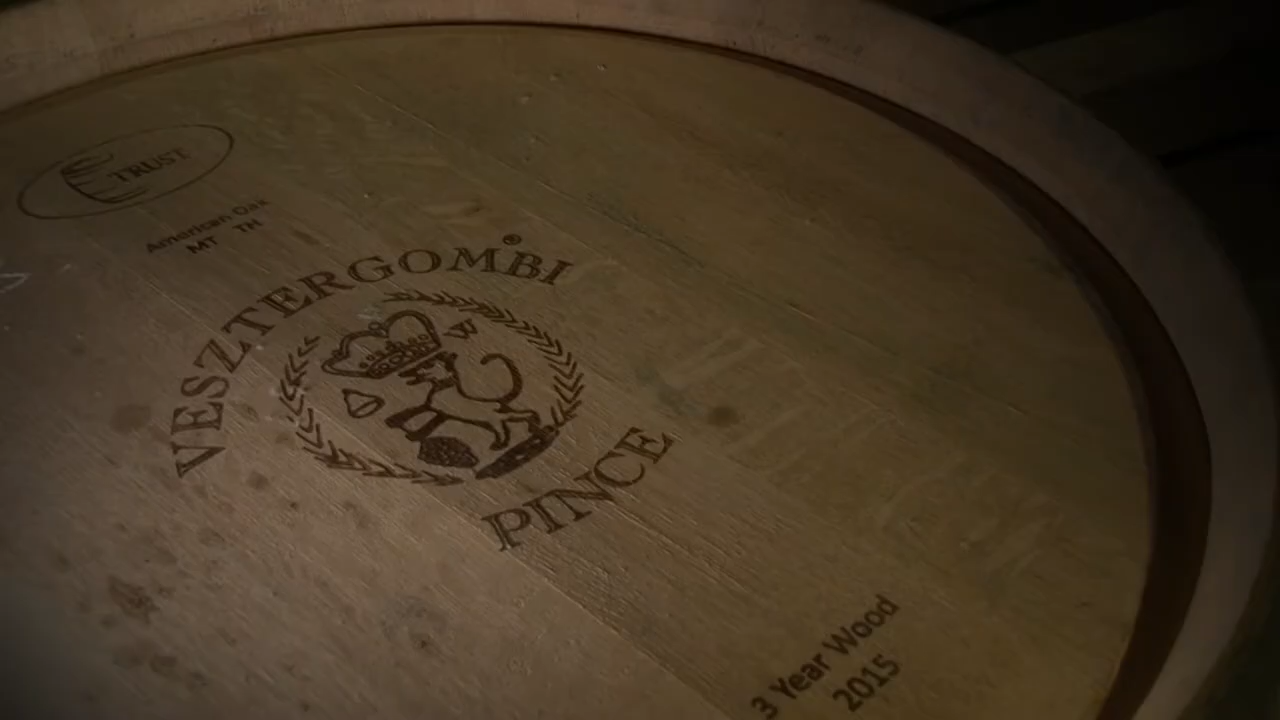 TRUST
American Oak
MT TH
VESZTERGOMBI®
W
PINCE
3 Year Wood
2015